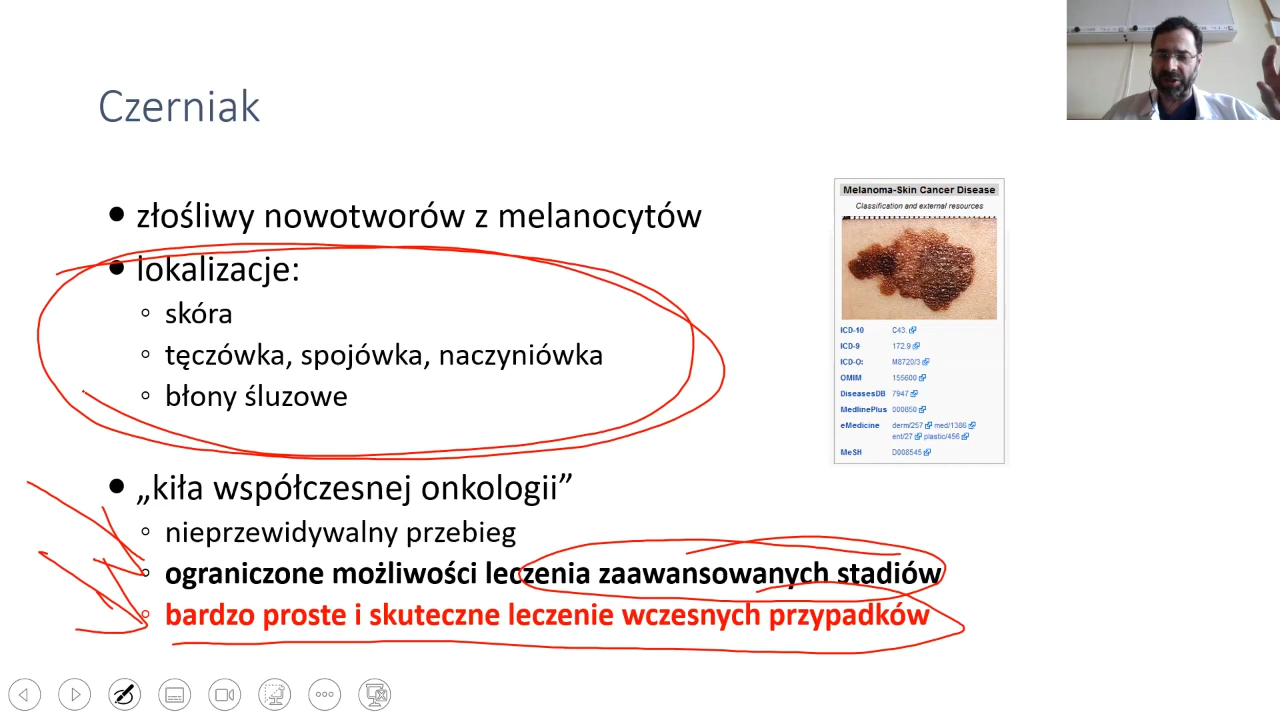 Czerniak
• złośliwy nowotworów z melanocytów
• lokalizacje:
◦ skóra
◦ tęczówka, spojówka, naczyniówka
◦ błony śluzowe
• „kiła współczesnej onkologii”
◦ nieprzewidywalny przebieg
◦ ograniczone możliwości leczenia zaawansowanych stadiów
◦ bardzo proste i skuteczne leczenie wczesnych przypadków
Melanoma-Skin Cancer Disease
Classification and external resources
ICD-10 C43.
ICD-9 172.9
ICD-O: M8720/3
OMIM 155600
DiseasesDB 7947
MedlinePlus 000850
eMedicine derm/257 med/1386
ent/27 plastic/456
MeSH D008545